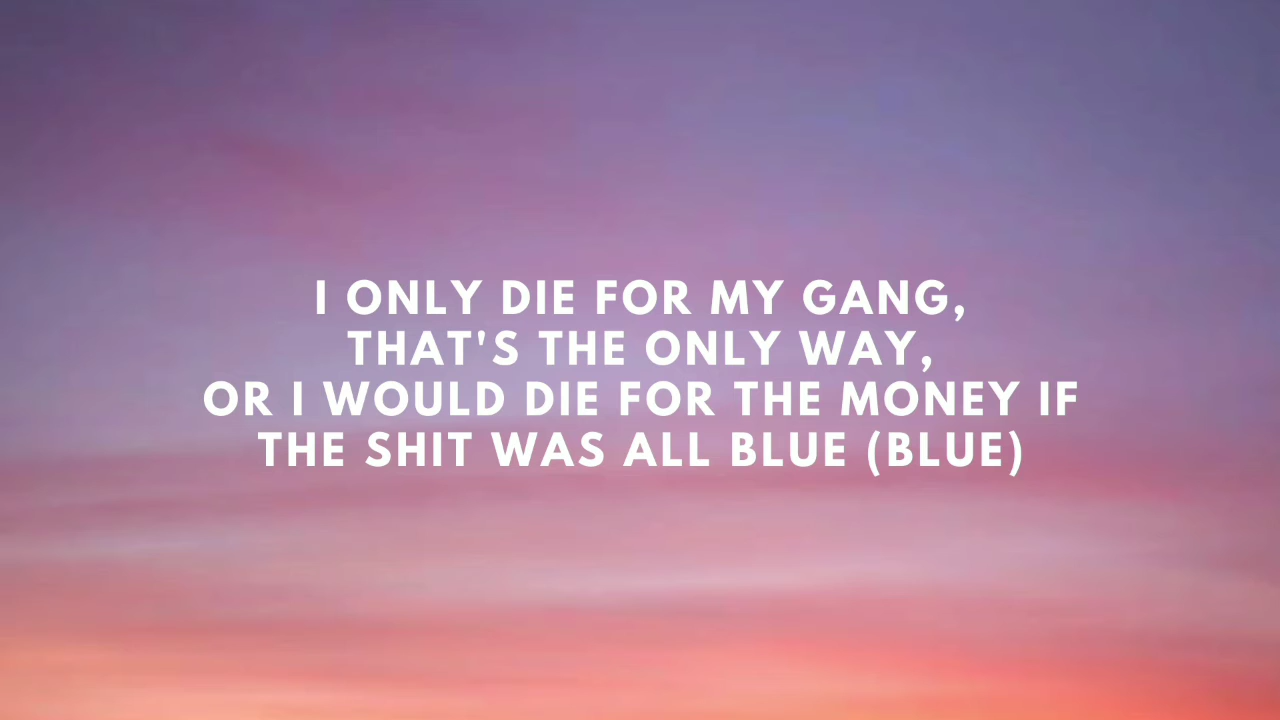 I ONLY DIE FOR MY GANG,
THAT'S THE ONLY WAY,
OR I WOULD DIE FOR THE MONEY IF
THE SHIT WAS ALL BLUE (BLUE)